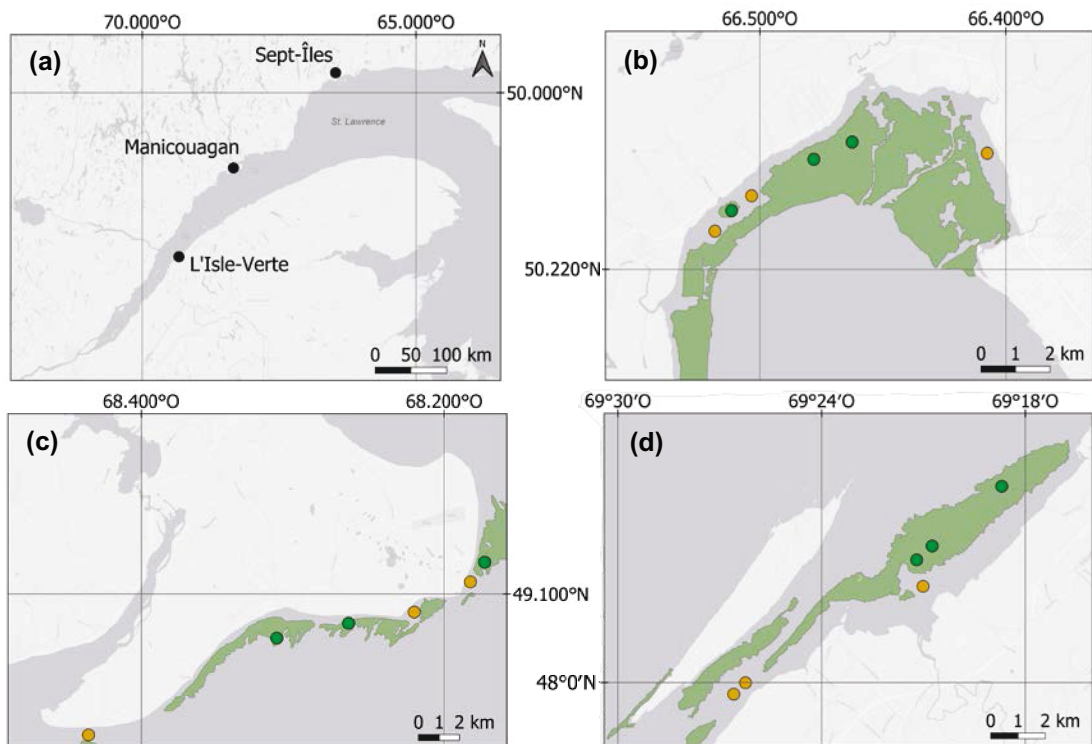 70.000°O 65.000°O
(a)
Sept-Îles
N
50.000°N
St. Lawrence
Manicouagan
L'Isle-Verte
0 50 100 km
66.500°O 66.400°O
(b)
50.220°N
0 1 2 km
68.400°O 68.200°O
(c)
49.100°N
0 1 2 km
69°30′O 69°24′O 69°18′O
(d)
48°0′N
0 1 2 km